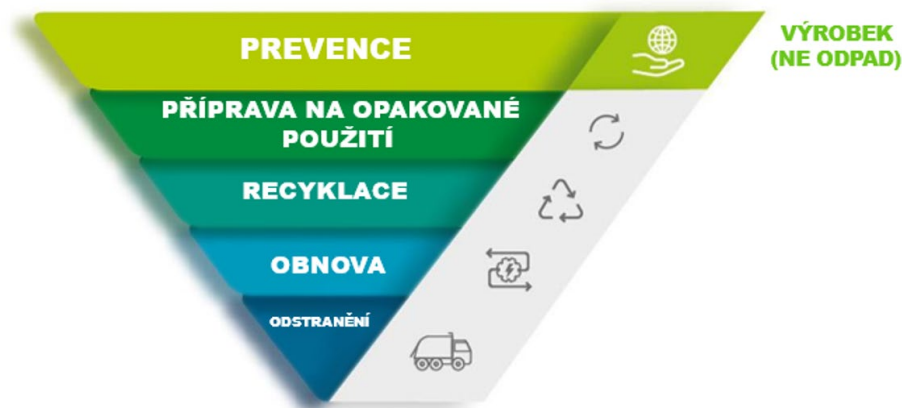 PREVENCE
VÝROBEK
(NE ODPAD)
PŘÍPRAVA NA OPAKOVANÉ
POUŽITÍ
RECYKLACE
OBNOVA
ODSTRANĚNÍ